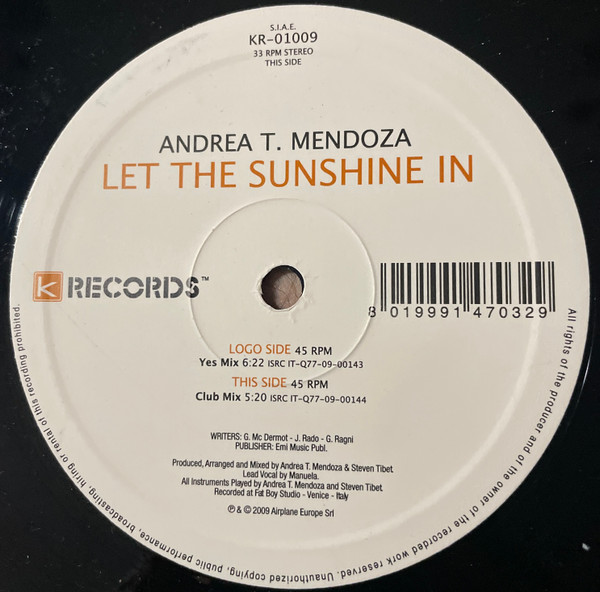 S.I.A.E.
KR-01009
33 RPM STEREO
THIS SIDE
ANDREA T. MENDOZA
LET THE SUNSHINE IN
K RECORDS™
8 019991 470329
LOGO SIDE 45 RPM
Yes Mix 6:22 ISRC IT-Q77-09-00143
THIS SIDE 45 RPM
Club Mix 5:20 ISRC IT-Q77-09-00144
WRITERS: G. Mc Dermot - J. Rado - G. Ragni
PUBLISHER: Emi Music Publ.
Produced, Arranged and Mixed by Andrea T. Mendoza & Steven Tibet.
Lead Vocal by Manuela.
All Instruments Played by Andrea T. Mendoza and Steven Tibet.
Recorded at Fat Boy Studio - Venice - Italy
℗ & © 2009 Airplane Europe Srl
All rights of the producer and of the owner of the recorded work reserved. Unauthorized copying, public performance, broadcasting, hiring or rental of this recording prohibited.